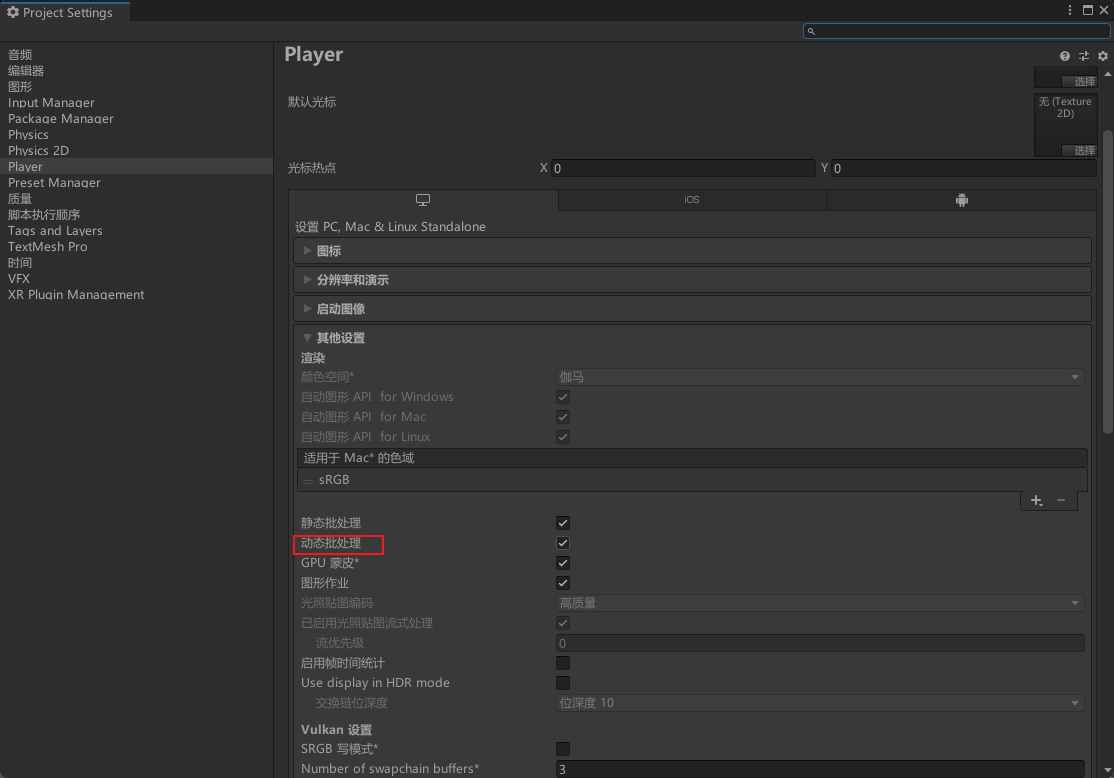 Project Settings
音频
编辑器
图形
Input Manager
Package Manager
Physics
Physics 2D
Player
Preset Manager
质量
脚本执行顺序
Tags and Layers
TextMesh Pro
时间
VFX
XR Plugin Management
Player
选择
默认光标
无 (Texture
2D)
选择
光标热点 X 0 Y 0
iOS
设置 PC, Mac & Linux Standalone
图标
分辨率和演示
启动图像
其他设置
渲染
颜色空间* 伽马
自动图形 API for Windows
自动图形 API for Mac
自动图形 API for Linux
适用于 Mac* 的色域
sRGB
静态批处理
动态批处理
GPU 蒙皮*
图形作业
光照贴图编码 高质量
已启用光照贴图流式处理
流优先级 0
启用帧时间统计
Use display in HDR mode
交换链位深度 位深度 10
Vulkan 设置
SRGB 写模式*
Number of swapchain buffers* 3